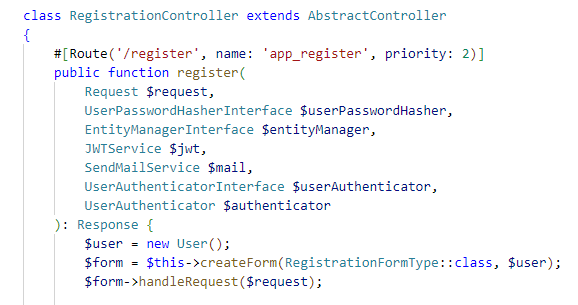 class RegistrationController extends AbstractController
{
    #[Route('/register', name: 'app_register', priority: 2)]
    public function register(
        Request $request,
        UserPasswordHasherInterface $userPasswordHasher,
        EntityManagerInterface $entityManager,
        JWTService $jwt,
        SendMailService $mail,
        UserAuthenticatorInterface $userAuthenticator,
        UserAuthenticator $authenticator
    ): Response {
        $user = new User();
        $form = $this->createForm(RegistrationFormType::class, $user);
        $form->handleRequest($request);